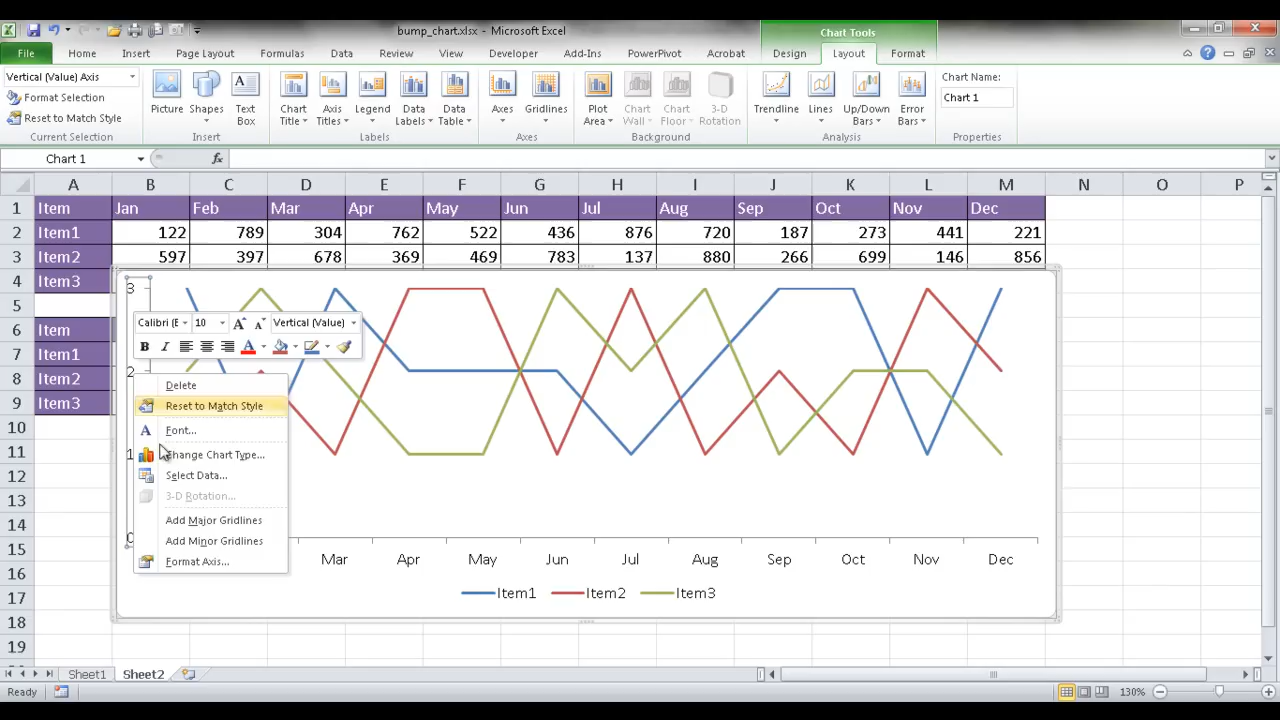 bump_chart.xlsx - Microsoft Excel
Chart Tools
File Home Insert Page Layout Formulas Data Review View Developer Add-Ins PowerPivot Acrobat Design Layout Format
Vertical (Value) Axis
Format Selection
Reset to Match Style
Current Selection
Picture
Shapes
Text Box
Insert
Chart Title
Axis Titles
Legend
Data Labels
Data Table
Labels
Axes
Gridlines
Axes
Plot Area
Chart Wall
Chart Floor
3-D Rotation
Background
Trendline
Lines
Up/Down Bars
Error Bars
Analysis
Chart Name:
Chart 1
Properties
Chart 1 fx
A B C D E F G H I J K L M N O P
1 Item Jan Feb Mar Apr May Jun Jul Aug Sep Oct Nov Dec
2 Item1 122 789 304 762 522 436 876 720 187 273 441 221
3 Item2 597 397 678 369 469 783 137 880 266 699 146 856
4 Item3
5
6 Item
7 Item1
8 Item2
9 Item3
10
11
12
13
14
15
16
17
18
19
3
2
1
0
Calibri (E 10 A A Vertical (Value)
B I A
Delete
Reset to Match Style
Font...
Change Chart Type...
Select Data...
3-D Rotation...
Add Major Gridlines
Add Minor Gridlines
Format Axis...
Mar Apr May Jun Jul Aug Sep Oct Nov Dec
Item1 Item2 Item3
Sheet1 Sheet2
Ready 130%